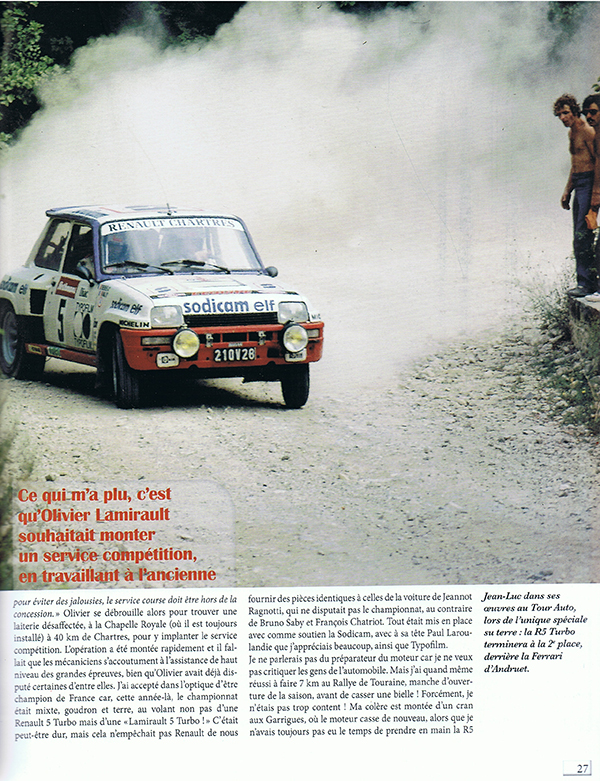 RENAULT CHARTRES
sodicam elf
5
TYPOFILM
MICHELIN
sodicam elf
210 V 28
Ce qui m'a plu, c'est
qu'Olivier Lamirault
souhaitait monter
un service compétition,
en travaillant à l'ancienne
pour éviter des jalousies, le service course doit être hors de la
concession.» Olivier se débrouille alors pour trouver une
laiterie désaffectée, à la Chapelle Royale (où il est toujours
installé) à 40 km de Chartres, pour y implanter le service
compétition. L'opération a été montée rapidement et il fal-
lait que les mécaniciens s'accoutument à l'assistance de haut
niveau des grandes épreuves, bien qu'Olivier avait déjà dis-
puté certaines d'entre elles. J'ai accepté dans l'optique d'être
champion de France car, cette année-là, le championnat
était mixte, goudron et terre, au volant non pas d'une
Renault 5 Turbo mais d'une «Lamirault 5 Turbo !» C'était
peut-être dur, mais cela n'empêchait pas Renault de nous
fournir des pièces identiques à celles de la voiture de Jeannot
Ragnotti, qui ne disputait pas le championnat, au contraire
de Bruno Saby et François Chatriot. Tout était mis en place
avec comme soutien la Sodicam, avec à sa tête Paul Larou-
landie que j'appréciais beaucoup, ainsi que Typofilm.
Je ne parlerais pas du préparateur du moteur car je ne veux
pas critiquer les gens de l'automobile. Mais j'ai quand même
réussi à faire 7 km au Rallye de Touraine, manche d'ouver-
ture de la saison, avant de casser une bielle ! Forcément, je
n'étais pas trop content ! Ma colère est montée d'un cran
aux Garrigues, où le moteur casse de nouveau, alors que je
n'avais toujours pas eu le temps de prendre en main la R5
Jean-Luc dans ses
œuvres au Tour Auto,
lors de l'unique spéciale
su terre : la R5 Turbo
terminera à la 2e place,
derrière la Ferrari
d'Andruet.
27